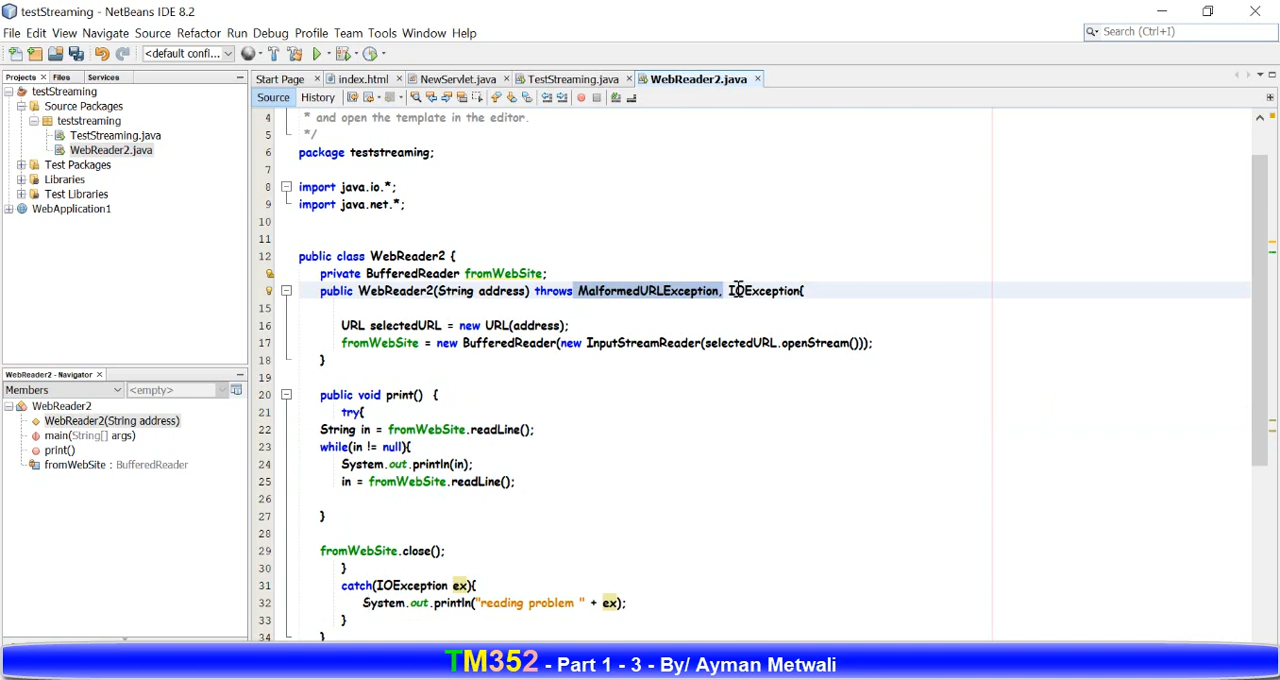 testStreaming - NetBeans IDE 8.2
File Edit View Navigate Source Refactor Run Debug Profile Team Tools Window Help
Search (Ctrl+I)
<default confi...
Projects Files Services
Start Page index.html NewServlet.java TestStreaming.java WebReader2.java
Source History
testStreaming
Source Packages
teststreaming
TestStreaming.java
WebReader2.java
Test Packages
Libraries
Test Libraries
WebApplication1
WebReader2 - Navigator
Members <empty>
WebReader2
WebReader2(String address)
main(String[] args)
print()
fromWebSite : BufferedReader
4 * and open the template in the editor.
5 */
6 package teststreaming;
7
8 import java.io.*;
9 import java.net.*;
10
11
12 public class WebReader2 {
private BufferedReader fromWebSite;
public WebReader2(String address) throws MalformedURLException, IOException{
15
16 URL selectedURL = new URL(address);
17 fromWebSite = new BufferedReader(new InputStreamReader(selectedURL.openStream()));
18 }
19
20 public void print() {
21 try{
22 String in = fromWebSite.readLine();
23 while(in != null){
24 System.out.println(in);
25 in = fromWebSite.readLine();
26
27 }
28
29 fromWebSite.close();
30 }
31 catch(IOException ex){
32 System.out.println("reading problem " + ex);
33 }
34 }
TM352 - Part 1 - 3 - By/ Ayman Metwali